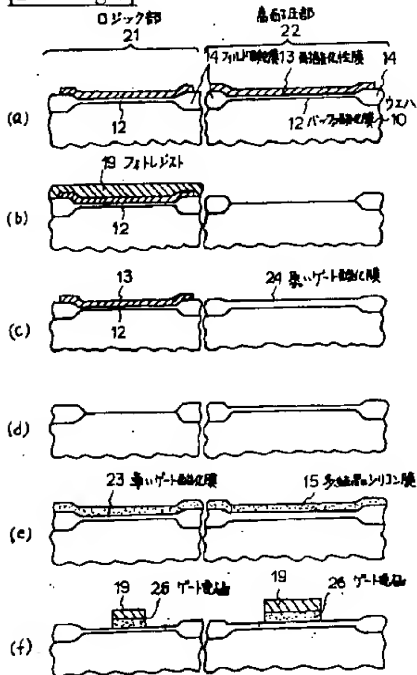 ロジック部
21
高耐圧部
22
14 フィールド酸化膜
13 耐酸化性膜
14
ウエハ
10
(a)
12
12 バッファ酸化膜
19 フォトレジスト
(b)
12
13
24 厚いゲート酸化膜
(c)
12
(d)
23 薄いゲート酸化膜
15 多結晶シリコン膜
(e)
19
26 ゲート電極
19
26 ゲート電極
(f)